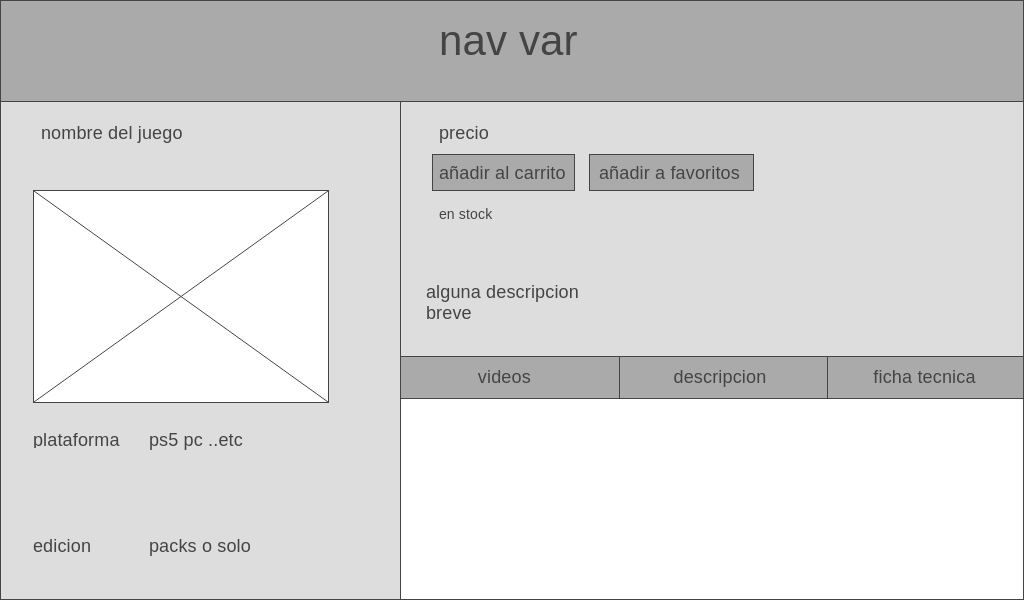 nav var
nombre del juego
plataforma ps5 pc ..etc
edicion packs o solo
precio
añadir al carrito añadir a favoritos
en stock
alguna descripcion
breve
videos descripcion ficha tecnica